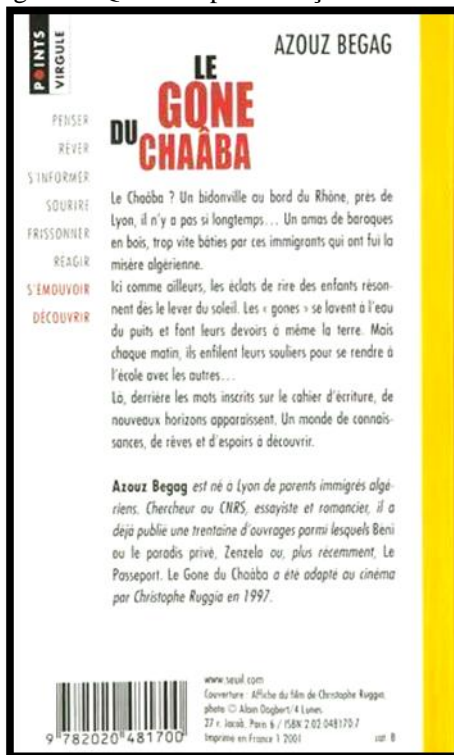 POINTS
VIRGULE
AZOUZ BEGAG
LE
GONE
DU
CHAÂBA
PENSER
RÊVER
S'INFORMER
SOURIRE
FRISSONNER
RÉAGIR
S'ÉMOUVOIR
DÉCOUVRIR
Le Chaâba ? Un bidonville au bord du Rhône, près de
Lyon, il n'y a pas si longtemps... Un amas de baraques
en bois, trop vite bâties par ces immigrants qui ont fui la
misère algérienne.
Ici comme ailleurs, les éclats de rire des enfants réson-
nent dès le lever du soleil. Les « gones » se lavent à l'eau
du puits et font leurs devoirs à même la terre. Mais
chaque matin, ils enfilent leurs souliers pour se rendre à
l'école avec les autres...
Là, derrière les mots inscrits sur le cahier d'écriture, de
nouveaux horizons apparaissent. Un monde de connais-
sances, de rêves et d'espoirs à découvrir.
Azouz Begag est né à Lyon de parents immigrés algé-
riens. Chercheur au CNRS, essayiste et romancier, il a
déjà publié une trentaine d'ouvrages parmi lesquels Béni
ou le paradis privé, Zenzela ou, plus récemment, Le
Passeport. Le Gone du Chaâba a été adapté au cinéma
par Christophe Ruggia en 1997.
www.seuil.com
Couverture : Affiche du film de Christophe Ruggia,
photo © Alain Dagbert/4 Lunes.
27 r. Jacob, Paris 6 / ISBN 2.02.048170.7
Imprimé en France 1 2001
cat. 8
9 782020 481700